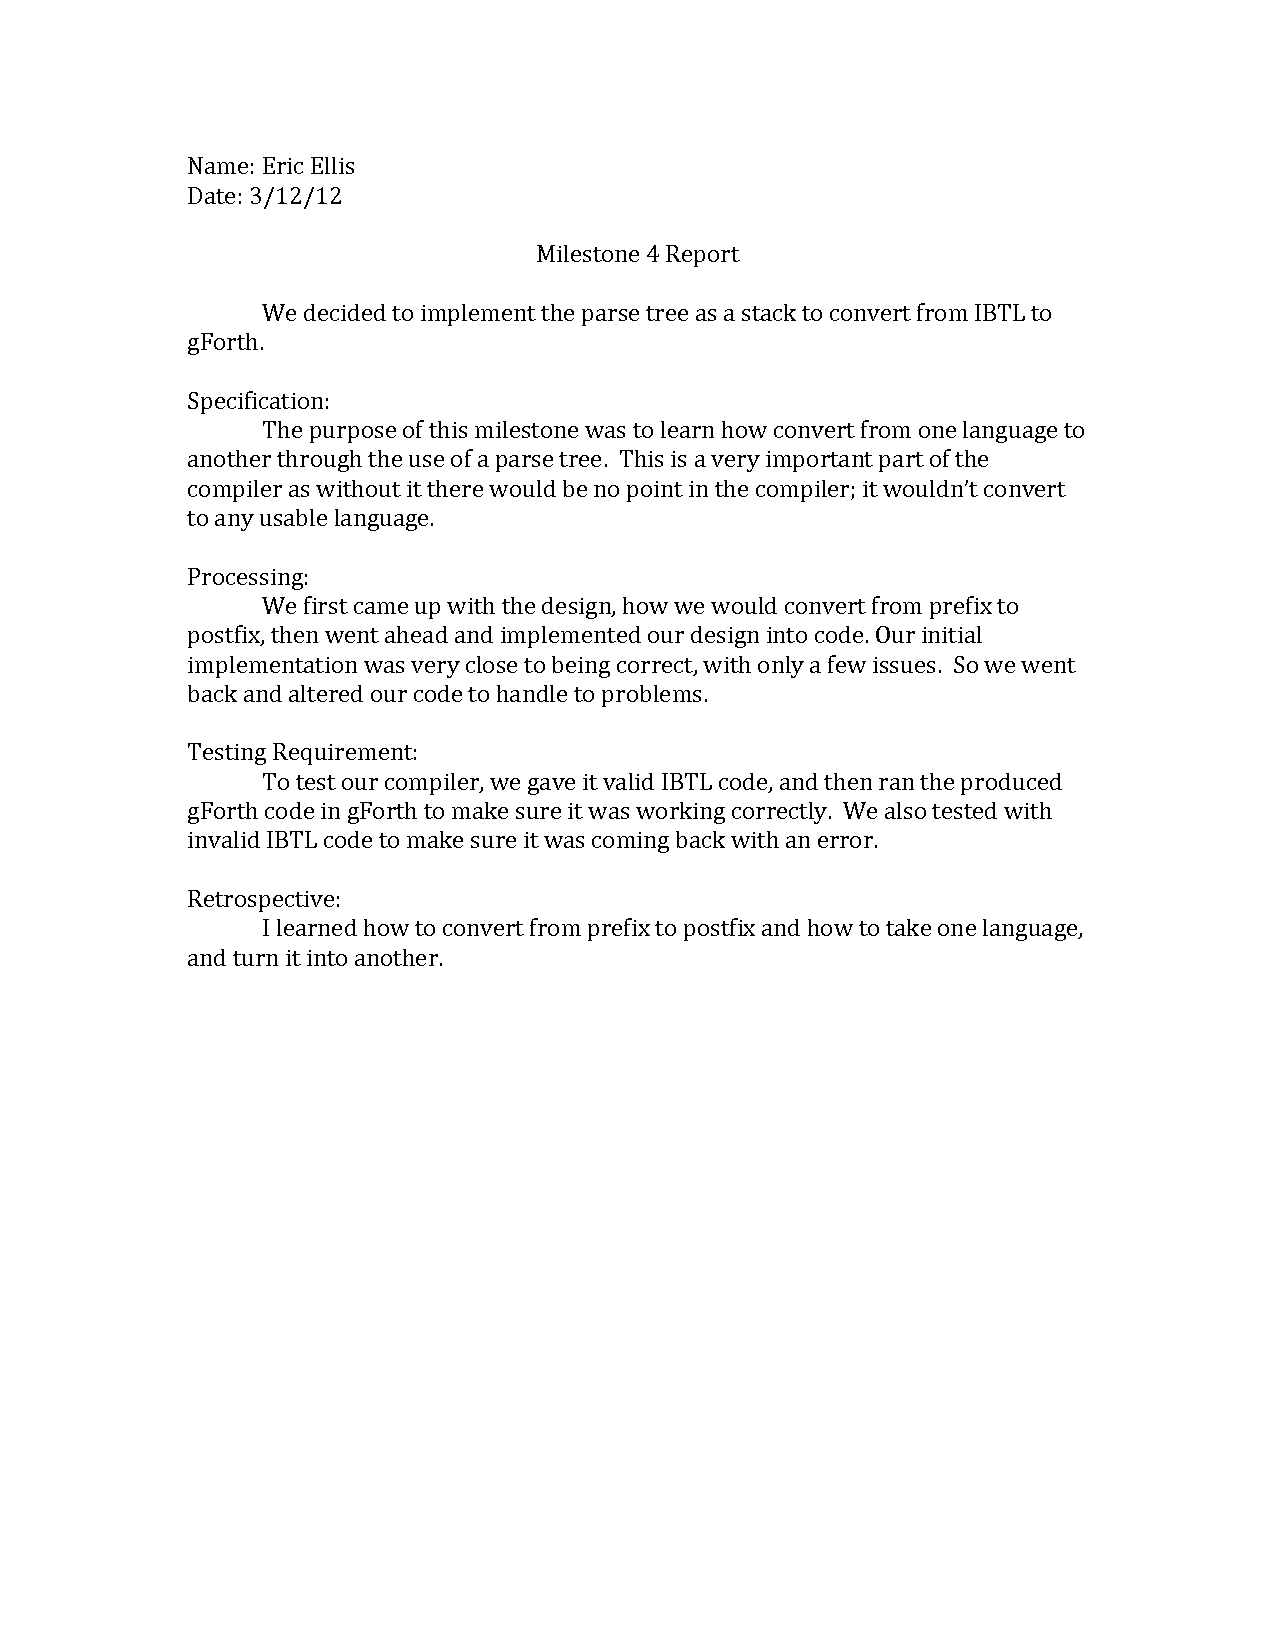 Name: Eric Ellis
Date: 3/12/12
Milestone 4 Report
We decided to implement the parse tree as a stack to convert from IBTL to
gForth.
Specification:
The purpose of this milestone was to learn how convert from one language to
another through the use of a parse tree.  This is a very important part of the
compiler as without it there would be no point in the compiler; it wouldn’t convert
to any usable language.
Processing:
We first came up with the design, how we would convert from prefix to
postfix, then went ahead and implemented our design into code. Our initial
implementation was very close to being correct, with only a few issues.  So we went
back and altered our code to handle to problems.
Testing Requirement:
To test our compiler, we gave it valid IBTL code, and then ran the produced
gForth code in gForth to make sure it was working correctly.  We also tested with
invalid IBTL code to make sure it was coming back with an error.
Retrospective:
I learned how to convert from prefix to postfix and how to take one language,
and turn it into another.